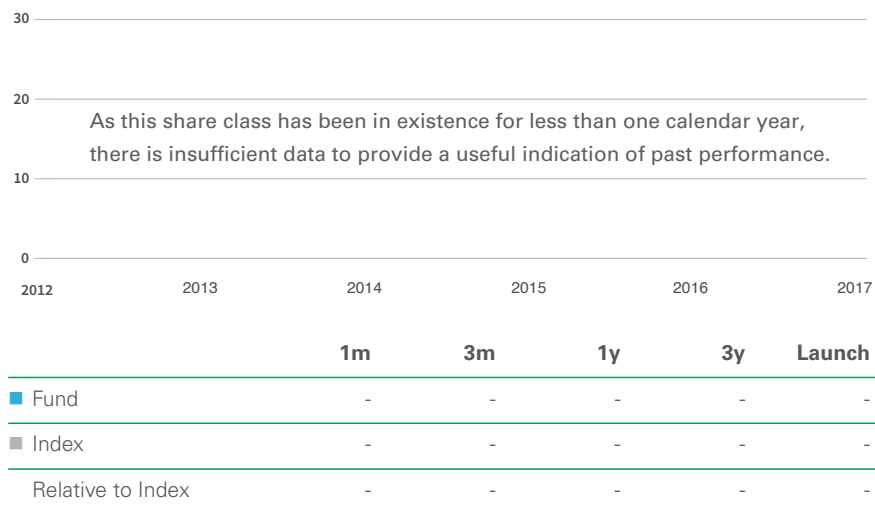 30
20
As this share class has been in existence for less than one calendar year,
there is insufficient data to provide a useful indication of past performance.
10
0
2012 2013 2014 2015 2016 2017
1m 3m 1y 3y Launch
Fund - - - - -
Index - - - - -
Relative to Index - - - - -